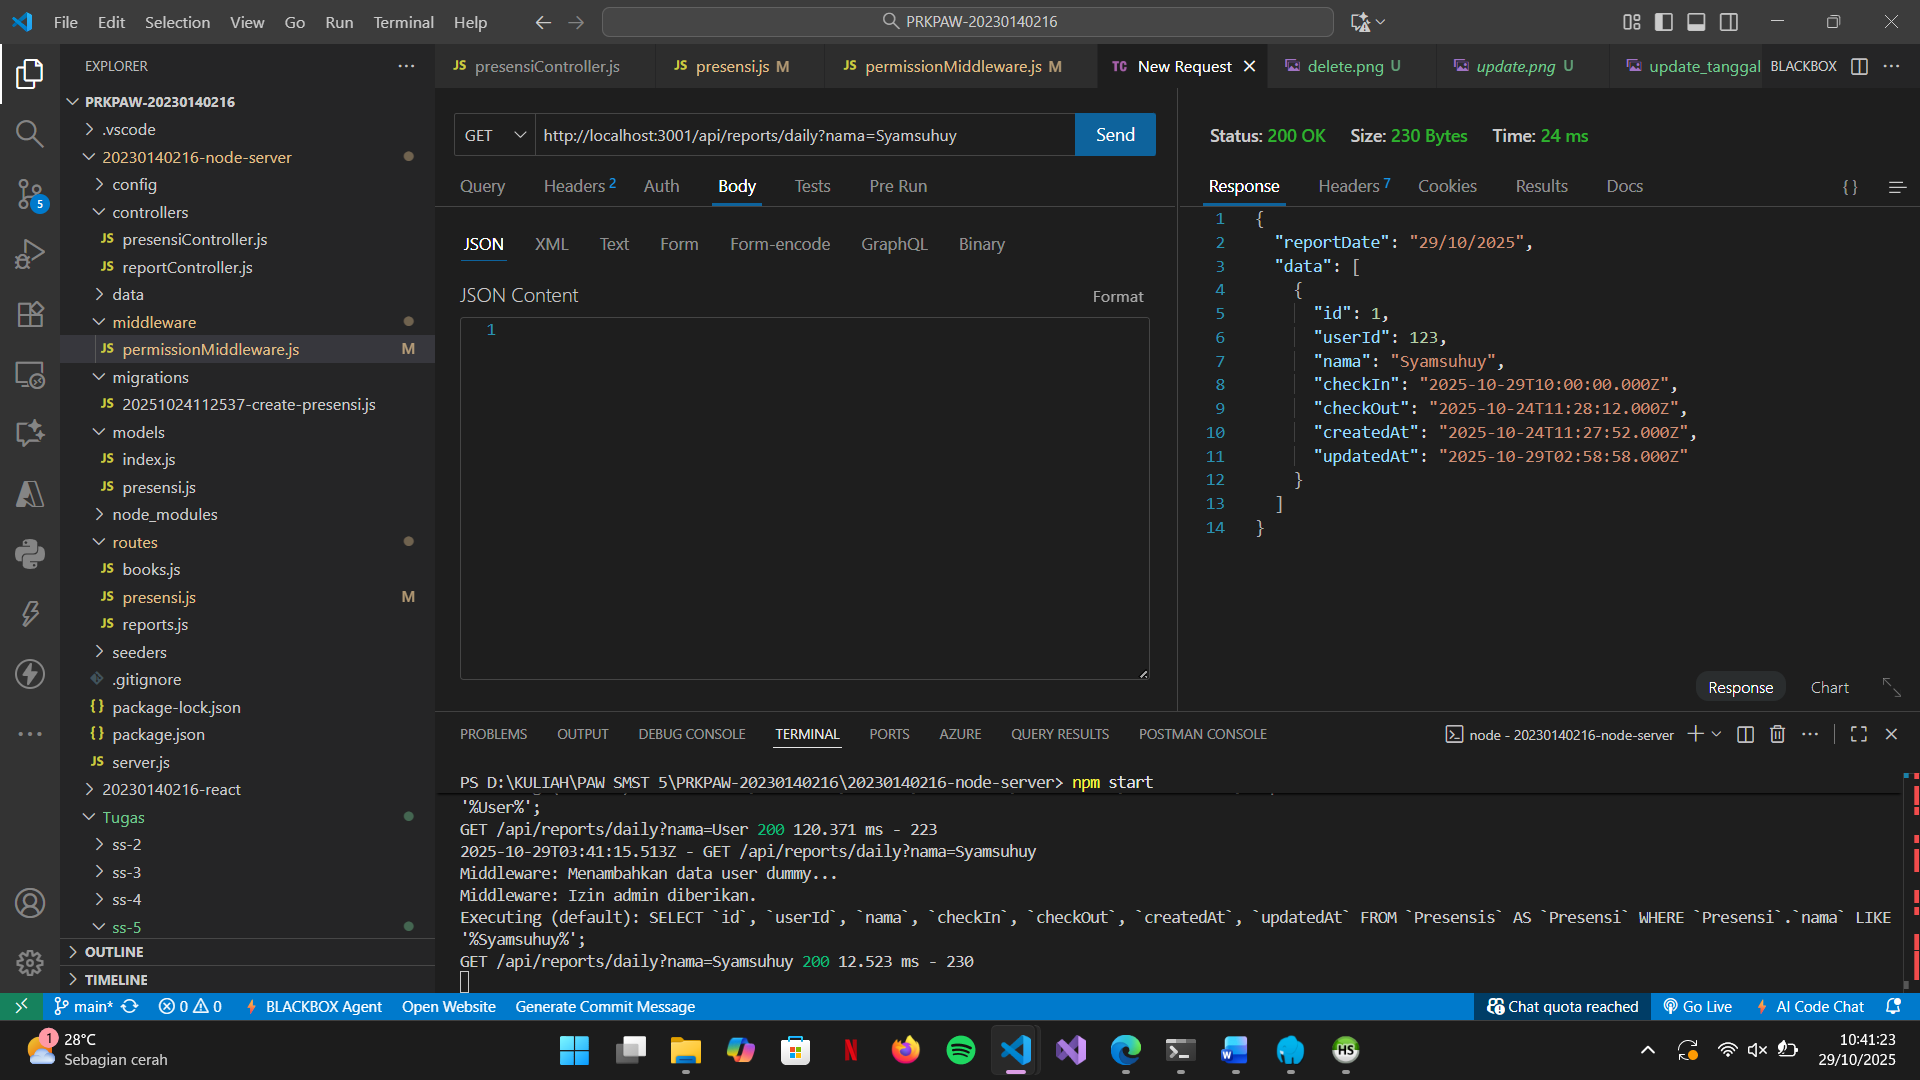 File Edit Selection View Go Run Terminal Help
PRKPAW-20230140216
EXPLORER
PRKPAW-20230140216
.vscode
20230140216-node-server
config
controllers
JS presensiController.js
JS reportController.js
data
middleware
JS permissionMiddleware.js M
migrations
JS 20251024112537-create-presensi.js
models
JS index.js
JS presensi.js
node_modules
routes
JS books.js
JS presensi.js M
JS reports.js
seeders
.gitignore
{} package-lock.json
{} package.json
JS server.js
20230140216-react
Tugas
ss-2
ss-3
ss-4
ss-5
OUTLINE
TIMELINE
5
JS presensiController.js
JS presensi.js M
JS permissionMiddleware.js M
TC New Request
delete.png U
update.png U
update_tanggal
BLACKBOX
GET http://localhost:3001/api/reports/daily?nama=Syamsuhuy Send
Query Headers 2 Auth Body Tests Pre Run
JSON XML Text Form Form-encode GraphQL Binary
JSON Content Format
1
Status: 200 OK Size: 230 Bytes Time: 24 ms
Response Headers 7 Cookies Results Docs {}
1 {
2 "reportDate": "29/10/2025",
3 "data": [
4 {
5 "id": 1,
6 "userId": 123,
7 "nama": "Syamsuhuy",
8 "checkIn": "2025-10-29T10:00:00.000Z",
9 "checkOut": "2025-10-24T11:28:12.000Z",
10 "createdAt": "2025-10-24T11:27:52.000Z",
11 "updatedAt": "2025-10-29T02:58:58.000Z"
12 }
13 ]
14 }
Response Chart
PROBLEMS OUTPUT DEBUG CONSOLE TERMINAL PORTS AZURE QUERY RESULTS POSTMAN CONSOLE
node - 20230140216-node-server
PS D:\KULIAH\PAW SMST 5\PRKPAW-20230140216\20230140216-node-server> npm start
'%User%';
GET /api/reports/daily?nama=User 200 120.371 ms - 223
2025-10-29T03:41:15.513Z - GET /api/reports/daily?nama=Syamsuhuy
Middleware: Menambahkan data user dummy...
Middleware: Izin admin diberikan.
Executing (default): SELECT `id`, `userId`, `nama`, `checkIn`, `checkOut`, `createdAt`, `updatedAt` FROM `Presensis` AS `Presensi` WHERE `Presensi`.`nama` LIKE
'%Syamsuhuy%';
GET /api/reports/daily?nama=Syamsuhuy 200 12.523 ms - 230
main* 0 0 BLACKBOX Agent Open Website Generate Commit Message
Chat quota reached Go Live AI Code Chat
1
28°C
Sebagian cerah
N
W
HS
10:41:23
29/10/2025